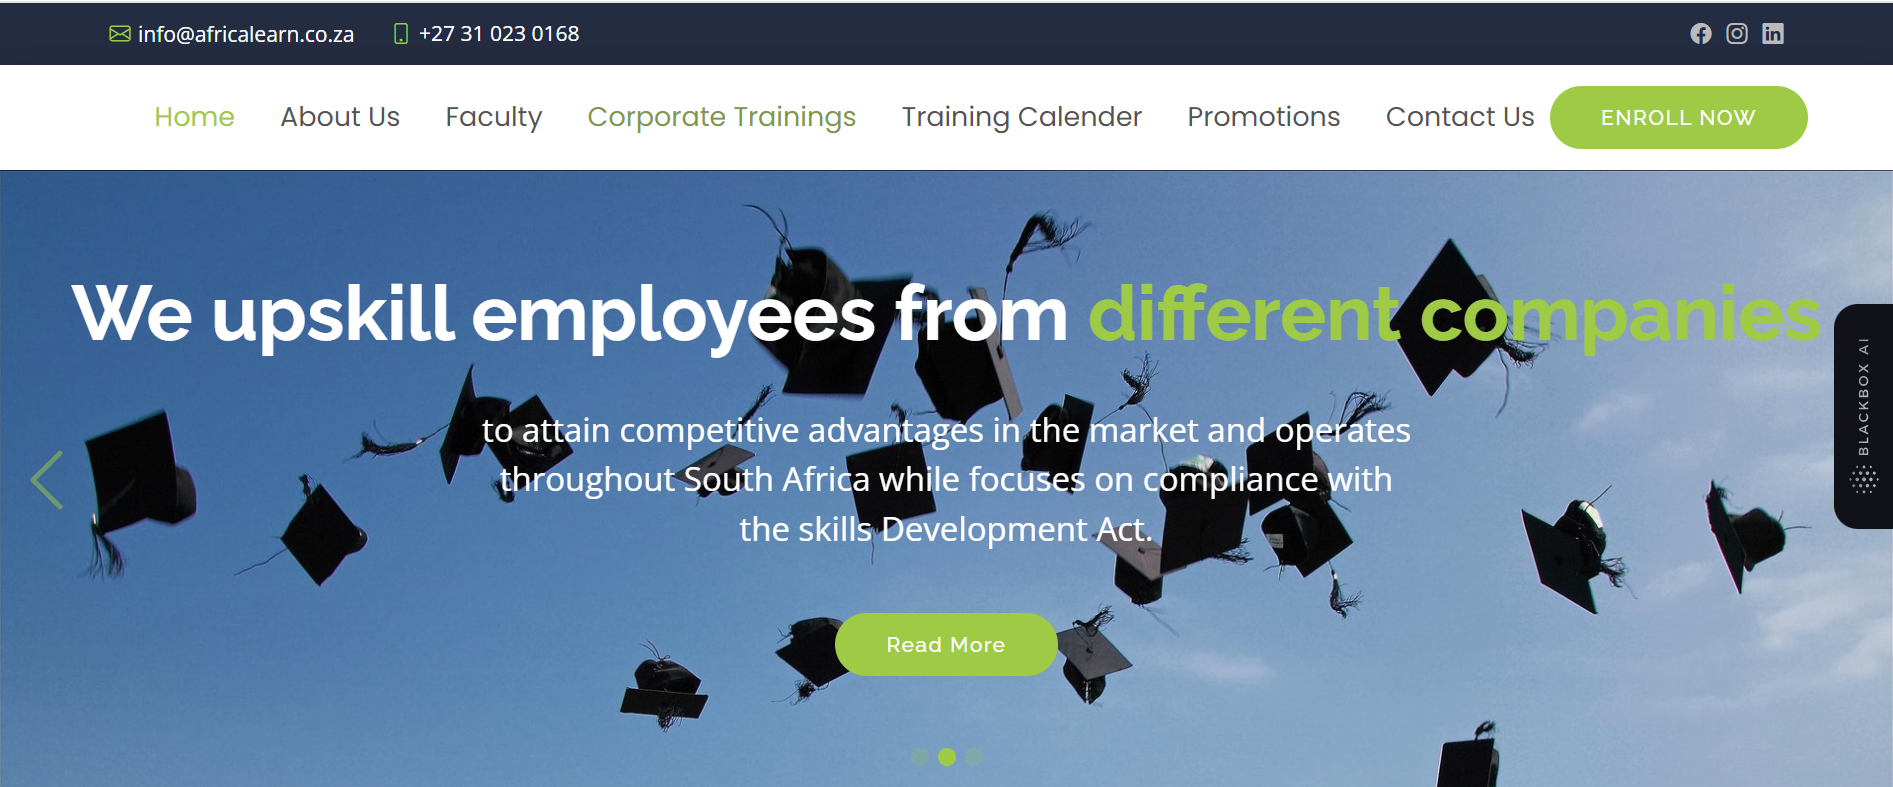 info@africalearn.co.za +27 31 023 0168
Home About Us Faculty Corporate Trainings Training Calender Promotions Contact Us ENROLL NOW
We upskill employees from different companies
to attain competitive advantages in the market and operates
throughout South Africa while focuses on compliance with
the skills Development Act.
Read More
BLACKBOX AI